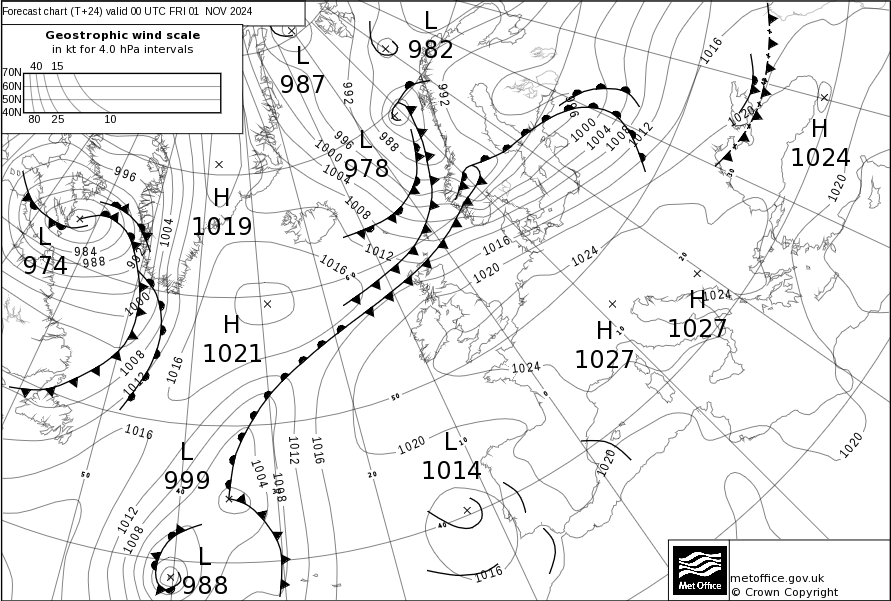 Forecast chart (T+24) valid 00 UTC FRI 01 NOV 2024
Geostrophic wind scale
in kt for 4.0 hPa intervals
40 15
70N
60N
50N
40N
80 25 10
L
987
L
982
992
992
1016
996
1000
1004
L
978
988
996
1000
1004
1008
1012
1020
H
1024
1020
996
H
1019
1004
1008
1012
1016
1016
1020
1024
L
974
984
988
992
1000
1008
1012
1016
H
1021
H
1027
1024
H
1027
20
10
30
1024
50
0
1016
1012
1016
1020
L
1014
10
1020
1020
L
999
40
1004
1008
30
20
50
1012
1008
40
L
988
1016
Met Office
metoffice.gov.uk
© Crown Copyright